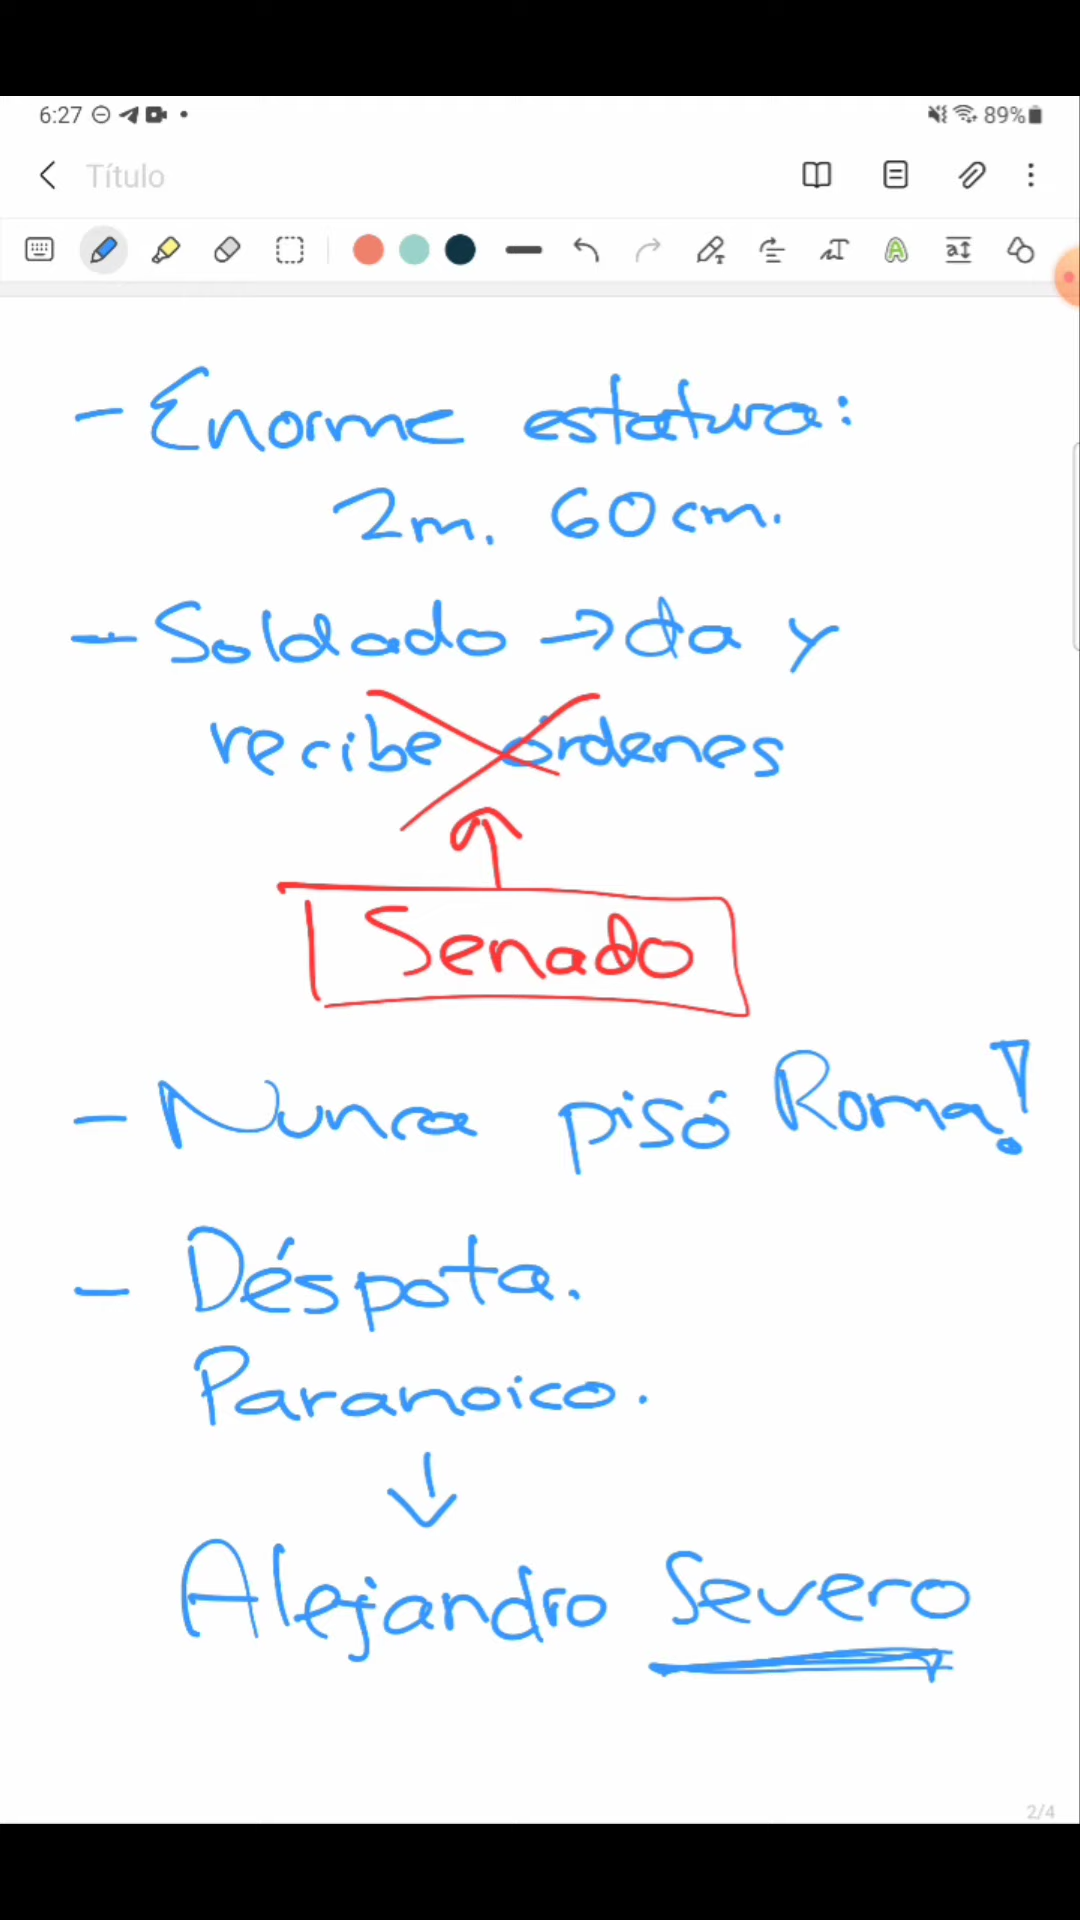 6:27
89%
Título
- Enorme estatura:
2m. 60cm.
- Soldado → da y
recibe ordenes
Senado
- Nunca pisó Roma!
- Déspota.
Paranoico.
↓
Alejandro Severo
2/4